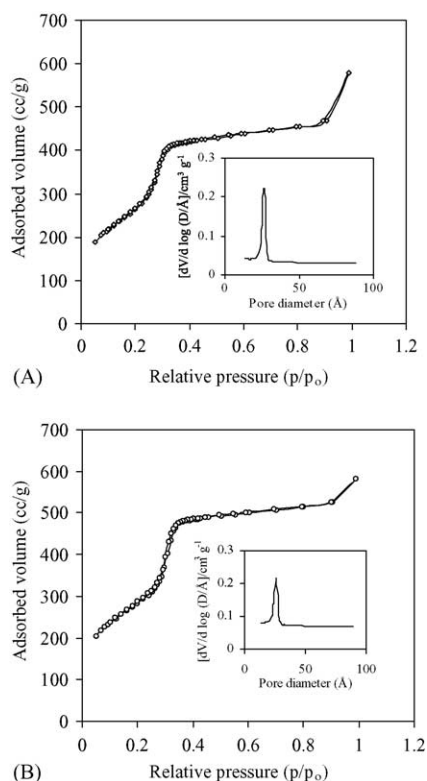 700
600
500
400
300
200
100
0
Adsorbed volume (cc/g)
[dV/d log (D/Å]/cm³ g⁻¹
0.3
0.2
0.1
0
0 50 100
Pore diameter (Å)
0 0.2 0.4 0.6 0.8 1 1.2
(A) Relative pressure (p/pₒ)
700
600
500
400
300
200
100
0
Adsorbed volume (cc/g)
[dV/d log (D/Å]/cm³ g⁻¹
0.3
0.2
0.1
0
0 50 100
Pore diameter (Å)
0 0.2 0.4 0.6 0.8 1 1.2
(B) Relative pressure (p/pₒ)